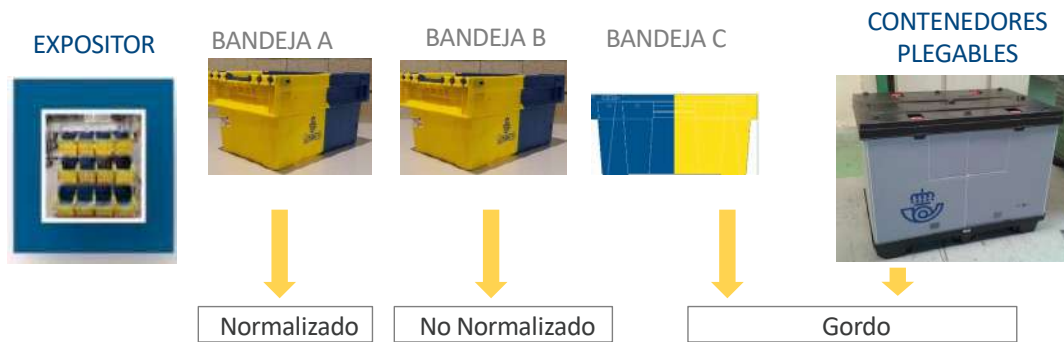 EXPOSITOR
BANDEJA A
BANDEJA B
BANDEJA C
CONTENEDORES
PLEGABLES
Normalizado
No Normalizado
Gordo